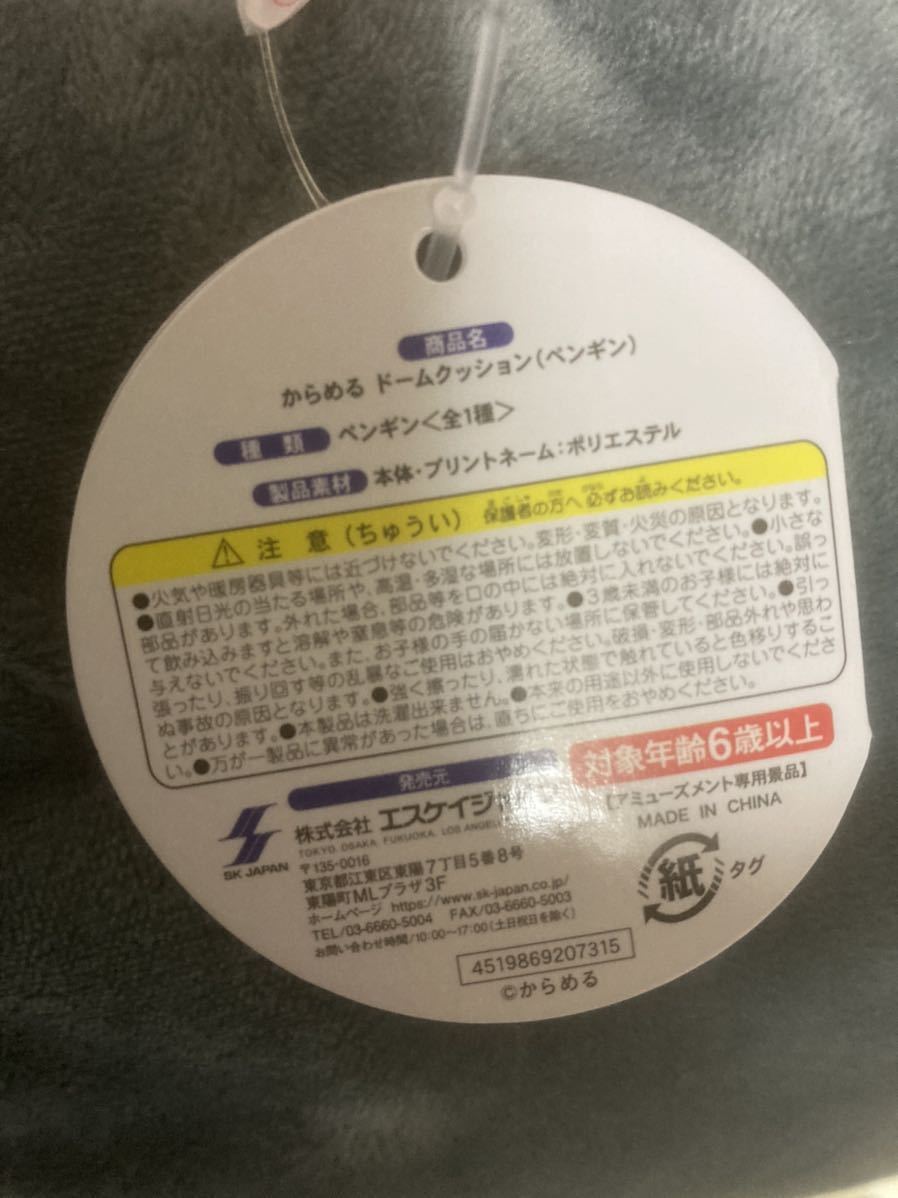 商品名
からめる ドームクッション（ペンギン）
種類 ペンギン＜全1種＞
製品素材 本体・プリントネーム：ポリエステル
注意（ちゅうい） 保護者の方へ 必ずお読みください。
●火気や暖房器具等には近づけないでください。変形・変質・火災の原因となります。
●直射日光の当たる場所や、高温・多湿な場所には放置しないでください。●小さな
部品があります。外れた場合、部品等を口の中には絶対に入れないでください。誤っ
て飲み込みますと溶解や窒息等の危険があります。●3歳未満のお子様には絶対に
与えないでください。また、お子様の手の届かない場所に保管してください。●引っ
張ったり、振り回す等の乱暴なご使用はおやめください。破損・変形・部品外れや思わ
ぬ事故の原因となります。●強く擦ったり、濡れた状態で触れていると色移りするこ
とがあります。●本製品は洗濯出来ません。●本来の用途以外に使用しないでくださ
い。●万が一製品に異常があった場合は、直ちにご使用をおやめください。
対象年齢6歳以上
【アミューズメント専用景品】
MADE IN CHINA
紙 タグ
発売元
SK JAPAN
株式会社 エスケイジャ
TOKYO, OSAKA, FUKUOKA, LOS ANGEL
〒135-0016
東京都江東区東陽7丁目5番8号
東陽町MLプラザ3F
ホームページ https://www.sk-japan.co.jp/
TEL/03-6660-5004 FAX/03-6660-5003
お問い合わせ時間/10:00〜17:00（土日祝日を除く）
4519869207315
©からめる